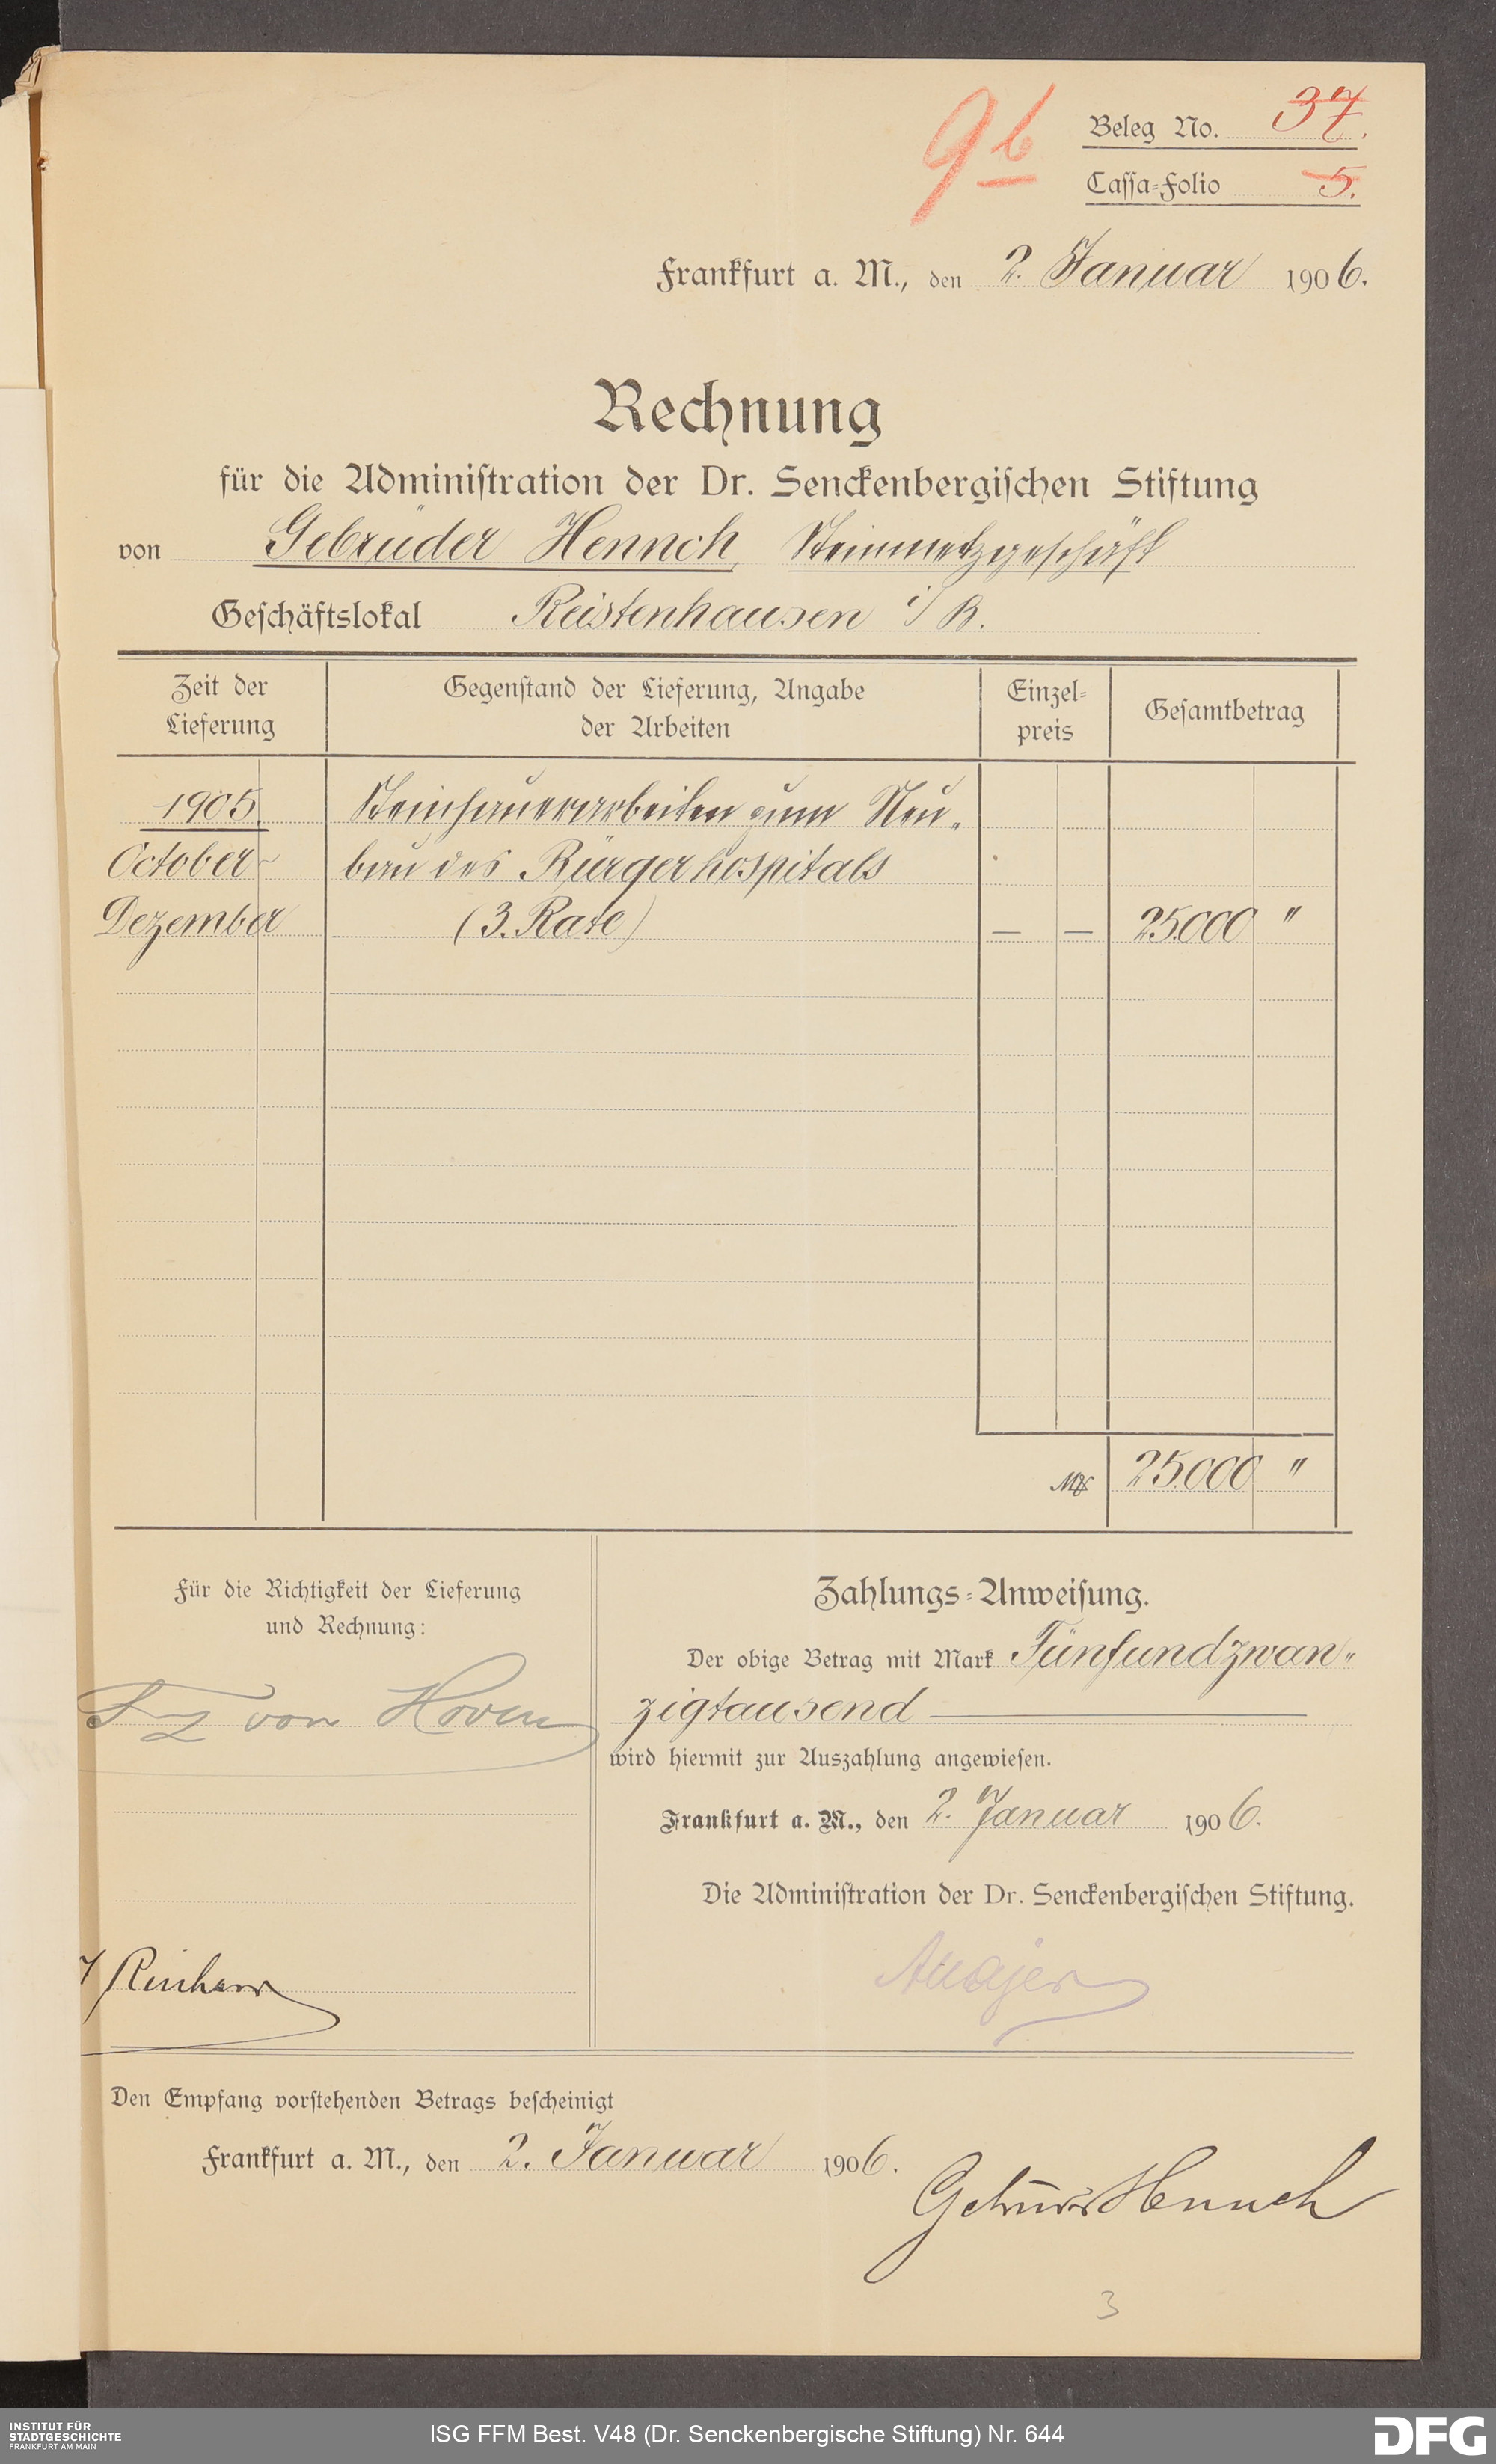 9b
Beleg No. 37.
Cassa-Folio 5.
Frankfurt a. M., den 2. Januar 1906.
Rechnung
für die Administration der Dr. Senckenbergischen Stiftung
von Gebrüder Hennch, Steinmetzgeschäft
Geschäftslokal Reistenhausen i/B.
Zeit der Lieferung
Gegenstand der Lieferung, Angabe der Arbeiten
Einzel-preis
Gesamtbetrag
1905. Steinhauerarbeiten zum Neu-
October- bau des Bürgerhospitals
Dezember (3. Rate) — — 25000 "
M 25.000 "
Für die Richtigkeit der Lieferung
und Rechnung:
Frz von Hoven
Zahlungs-Anweisung.
Der obige Betrag mit Mark Fünfundzwan-
zigtausend
wird hiermit zur Auszahlung angewiesen.
Frankfurt a. M., den 2. Januar 1906.
Die Administration der Dr. Senckenbergischen Stiftung.
Den Empfang vorstehenden Betrags bescheinigt
Frankfurt a. M., den 2. Januar 1906.
Gebrüder Hennch
3
INSTITUT FÜR
STADTGESCHICHTE
FRANKFURT AM MAIN
ISG FFM Best. V48 (Dr. Senckenbergische Stiftung) Nr. 644
DFG